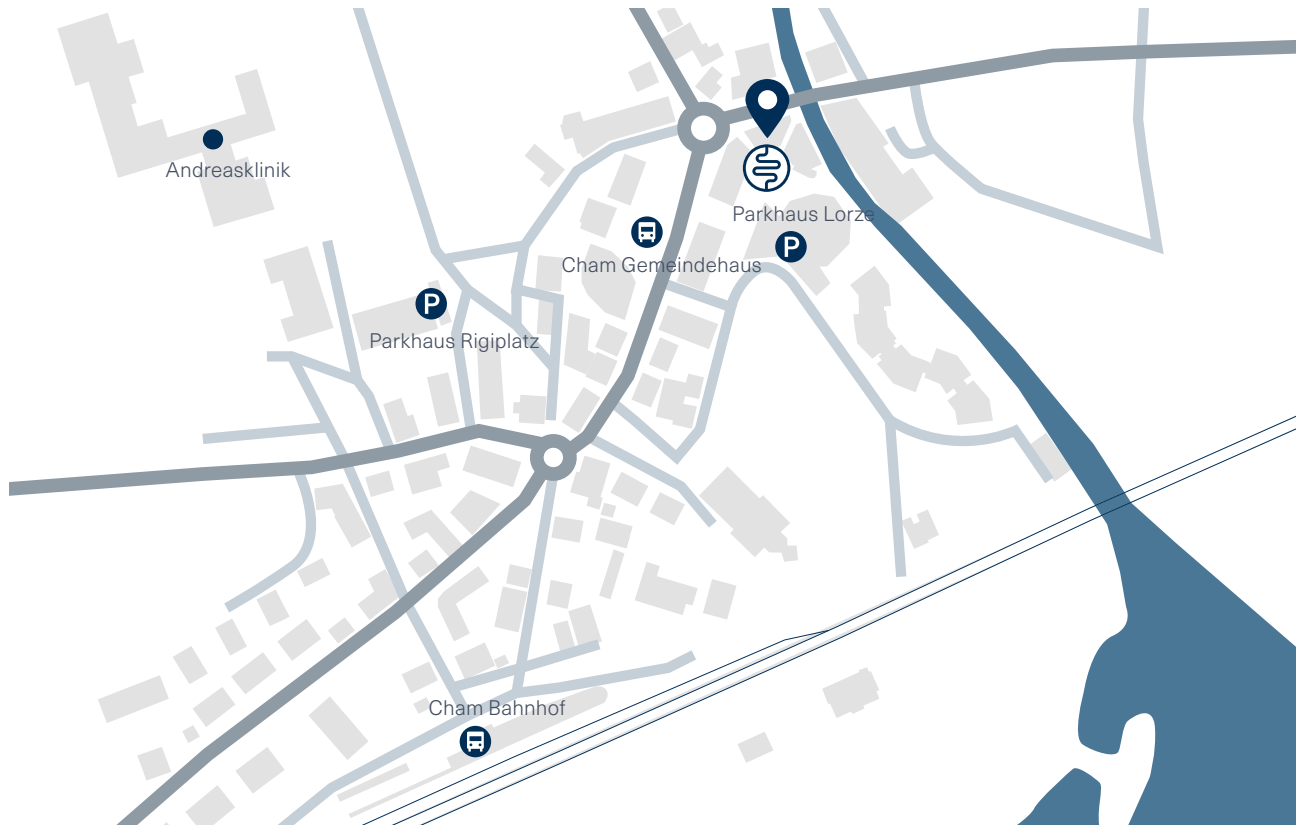 Andreasklinik
Parkhaus Lorze
P
Cham Gemeindehaus
P
Parkhaus Rigiplatz
Cham Bahnhof